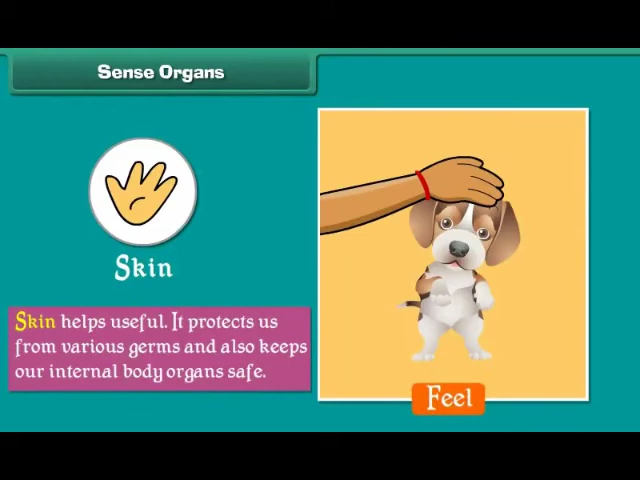 Sense Organs
Skin
Skin helps useful. It protects us
from various germs and also keeps
our internal body organs safe.
Feel